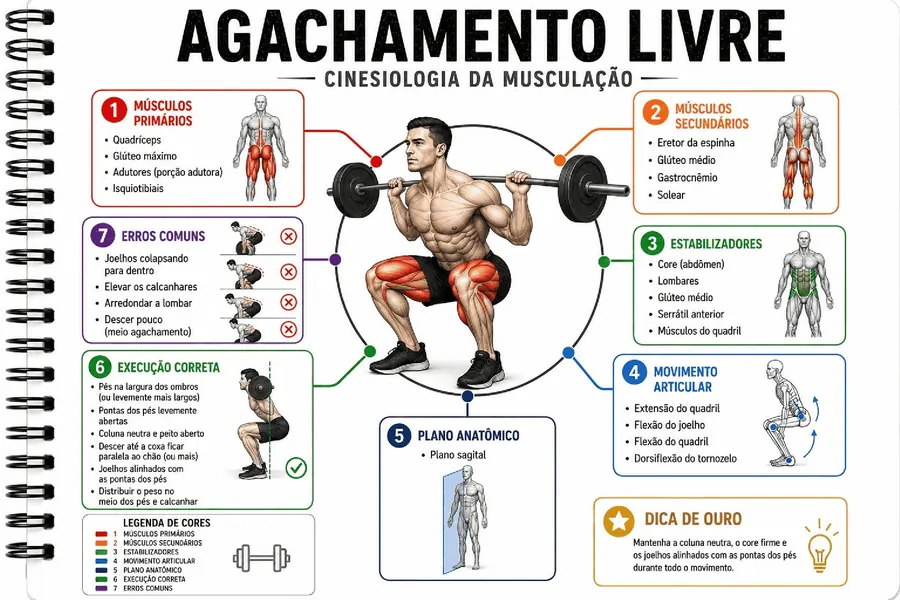 AGACHAMENTO LIVRE
CINESIOLOGIA DA MUSCULAÇÃO
1 MÚSCULOS
PRIMÁRIOS
• Quadríceps
• Glúteo máximo
• Adutores (porção adutora)
• Isquiotibiais
2 MÚSCULOS
SECUNDÁRIOS
• Eretor da espinha
• Glúteo médio
• Gastrocnêmio
• Solear
3 ESTABILIZADORES
• Core (abdômen)
• Lombares
• Glúteo médio
• Serrátil anterior
• Músculos do quadril
4 MOVIMENTO
ARTICULAR
• Extensão do quadril
• Flexão do joelho
• Flexão do quadril
• Dorsiflexão do tornozelo
5 PLANO ANATÔMICO
• Plano sagital
6 EXECUÇÃO CORRETA
• Pés na largura dos ombros
(ou levemente mais largos)
• Pontas dos pés levemente
abertas
• Coluna neutra e peito aberto
• Descer até a coxa ficar
paralela ao chão (ou mais)
• Joelhos alinhados com
as pontas dos pés
• Distribuir o peso no
meio dos pés e calcanhar
7 ERROS COMUNS
• Joelhos colapsando
para dentro
• Elevar os calcanhares
• Arredondar a lombar
• Descer pouco
(meio agachamento)
LEGENDA DE CORES
1 MÚSCULOS PRIMÁRIOS
2 MÚSCULOS SECUNDÁRIOS
3 ESTABILIZADORES
4 MOVIMENTO ARTICULAR
5 PLANO ANATÔMICO
6 EXECUÇÃO CORRETA
7 ERROS COMUNS
DICA DE OURO
Mantenha a coluna neutra, o core firme e
os joelhos alinhados com as pontas dos pés
durante todo o movimento.